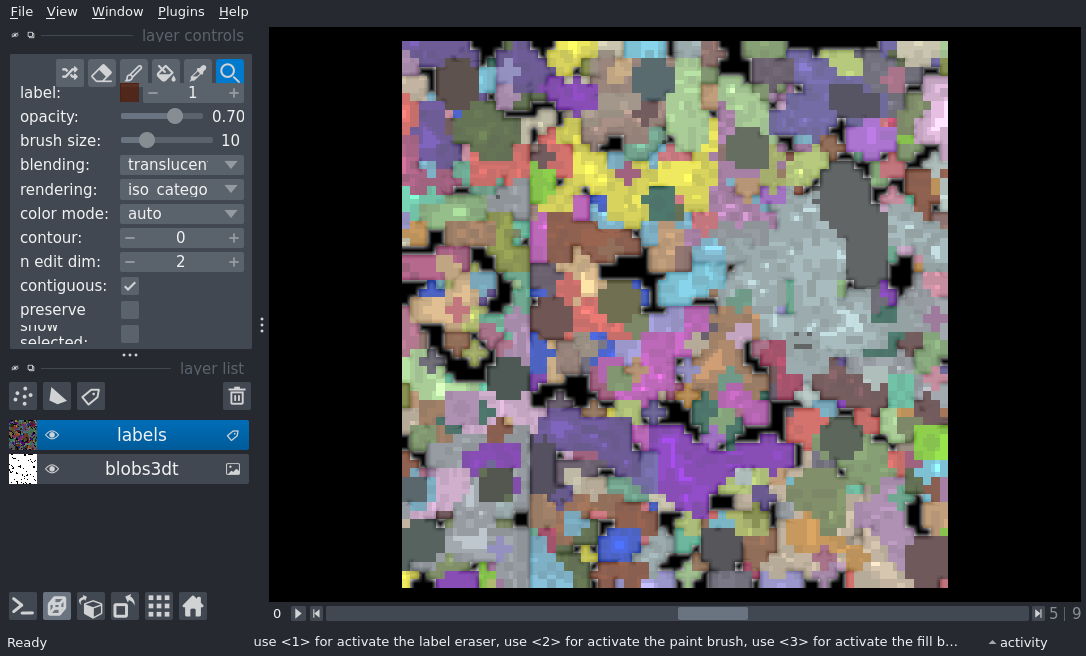 File View Window Plugins Help
layer controls
label: 1
opacity: 0.70
brush size: 10
blending: translucen
rendering: iso catego
color mode: auto
contour: 0
n edit dim: 2
contiguous:
preserve
show
selected:
layer list
labels
blobs3dt
0 5 | 9
Ready use <1> for activate the label eraser, use <2> for activate the paint brush, use <3> for activate the fill b... activity